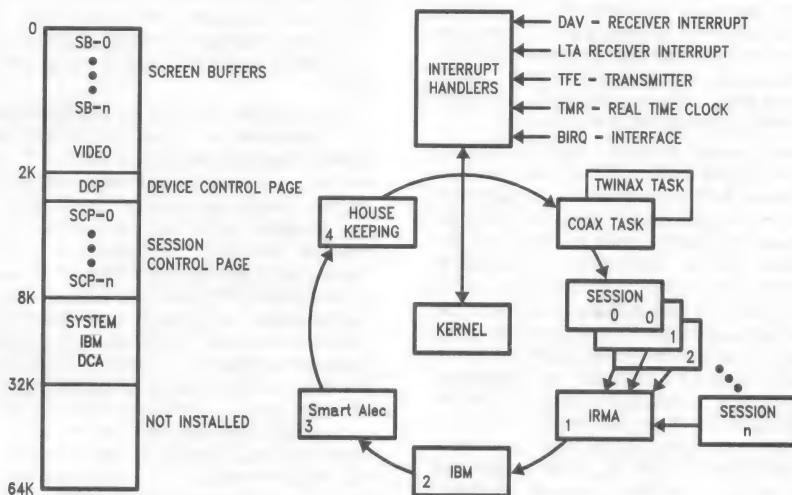 0
SB-0
SB-n
VIDEO
SCREEN BUFFERS
2K
DCP
DEVICE CONTROL PAGE
SCP-0
SCP-n
SESSION
CONTROL PAGE
8K
SYSTEM
IBM
DCA
32K
NOT INSTALLED
64K
INTERRUPT
HANDLERS
DAV - RECEIVER INTERRUPT
LTA RECEIVER INTERRUPT
TFE - TRANSMITTER
TMR - REAL TIME CLOCK
BIRQ - INTERFACE
HOUSE
KEEPING
4
TWINAX TASK
COAX TASK
KERNEL
SESSION
0 0
1
2
SESSION
n
IRMA
1
IBM
2
Smart Alec
3